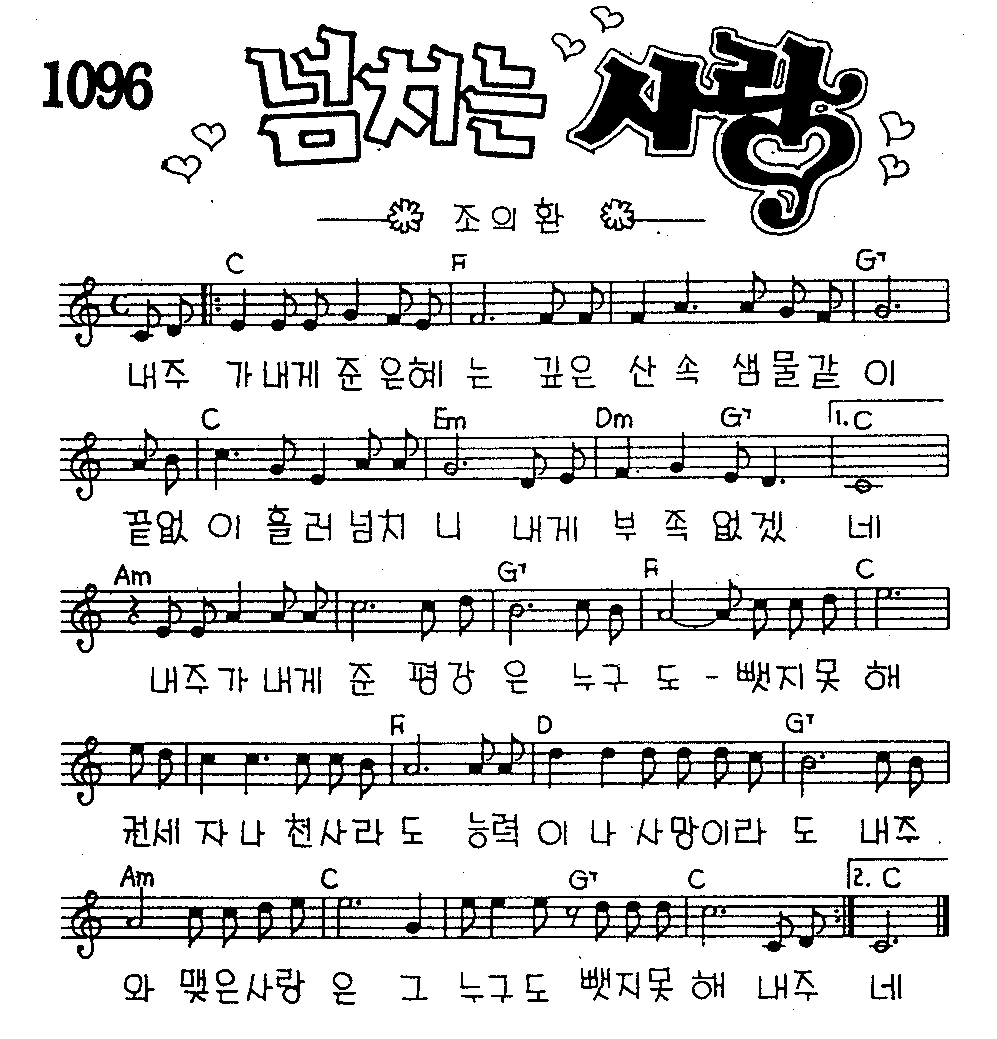 1096
넘치는 사랑
조의환
C F G7
내주 가내게 준 은혜 는 깊은 산 속 샘물같 이
C Em Dm G7 1. C
끝없 이 흘러넘치 니 내게 부 족 없겠 네
Am G7 F C
내주가 내게 준 평강 은 누구 도 - 뺏지못 해
F D G7
권세 자나 천사라 도 능력 이 나 사망이라 도 내주
Am C G7 C 2. C
와 맺은사랑 은 그 누구도 뺏지못 해 내주 네